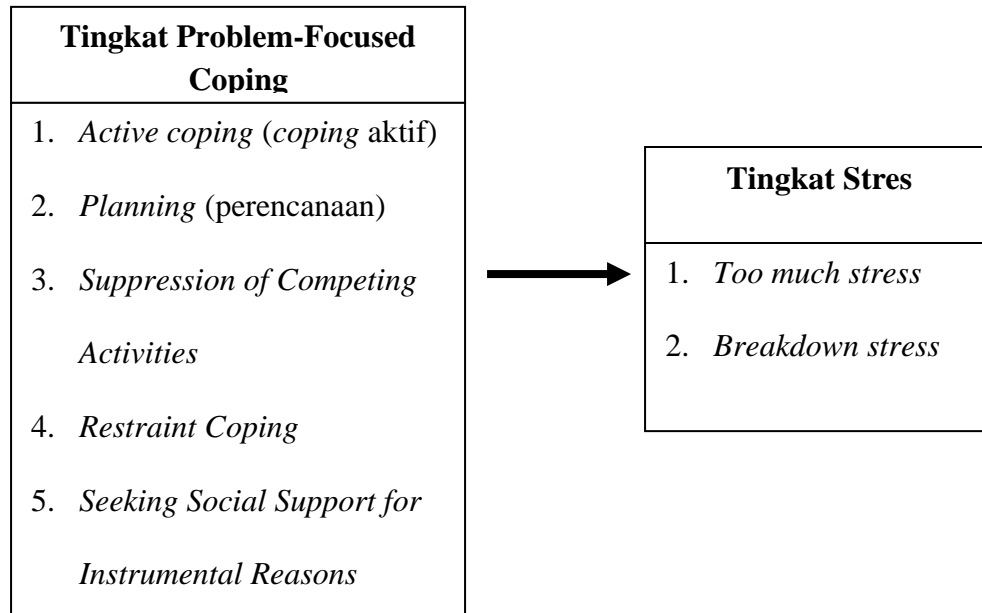 Tingkat Problem-Focused
Coping
1. Active coping (coping aktif)
2. Planning (perencanaan)
3. Suppression of Competing
Activities
4. Restraint Coping
5. Seeking Social Support for
Instrumental Reasons
Tingkat Stres
1. Too much stress
2. Breakdown stress